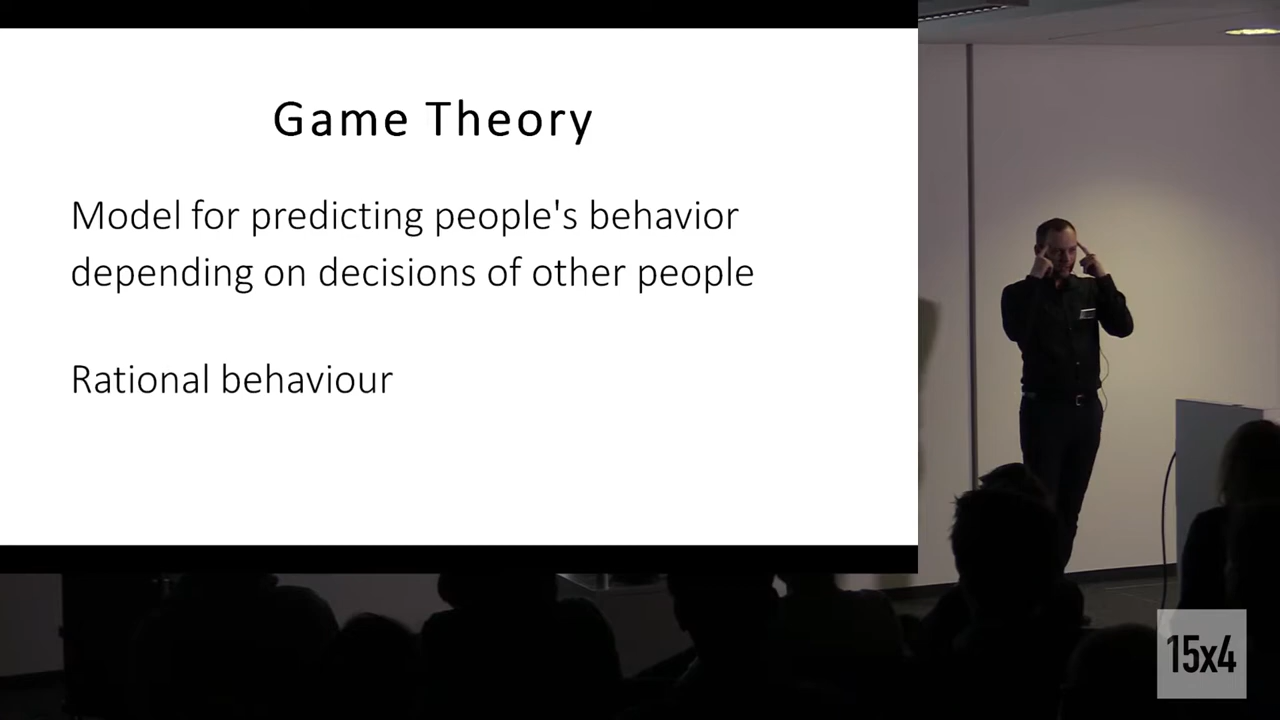 Game Theory
Model for predicting people's behavior
depending on decisions of other people
Rational behaviour
15x4